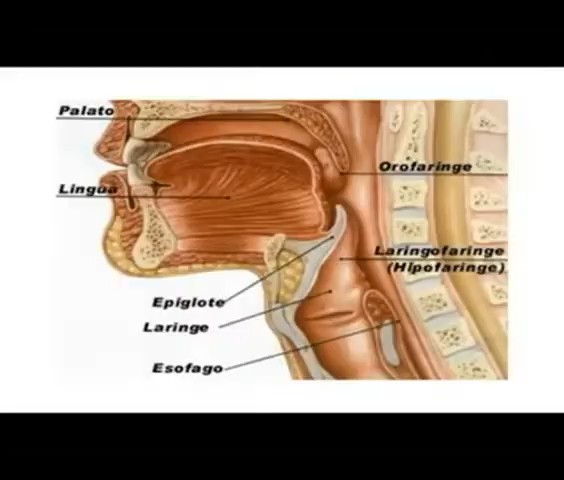 Palato
Orofaringe
Lingua
Laringofaringe
(Hipofaringe)
Epiglote
Laringe
Esofago